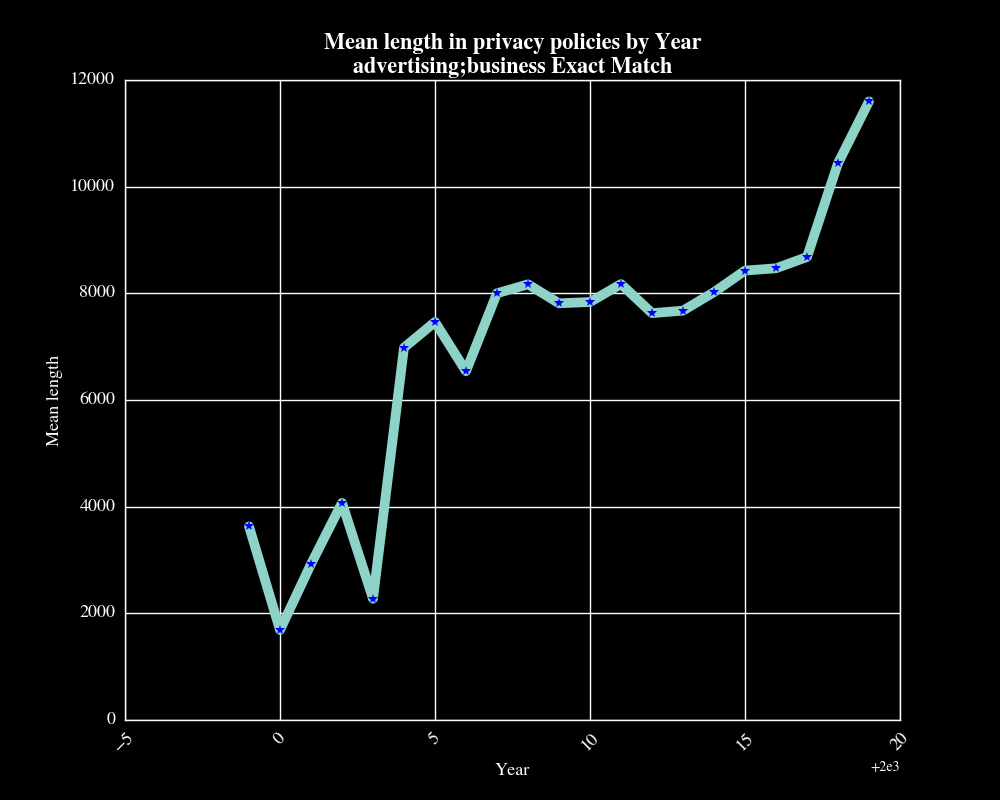 Mean length in privacy policies by Year
advertising;business Exact Match
12000
10000
8000
6000
4000
2000
0
Mean length
−5
0
5
10
15
20
Year
+2e3